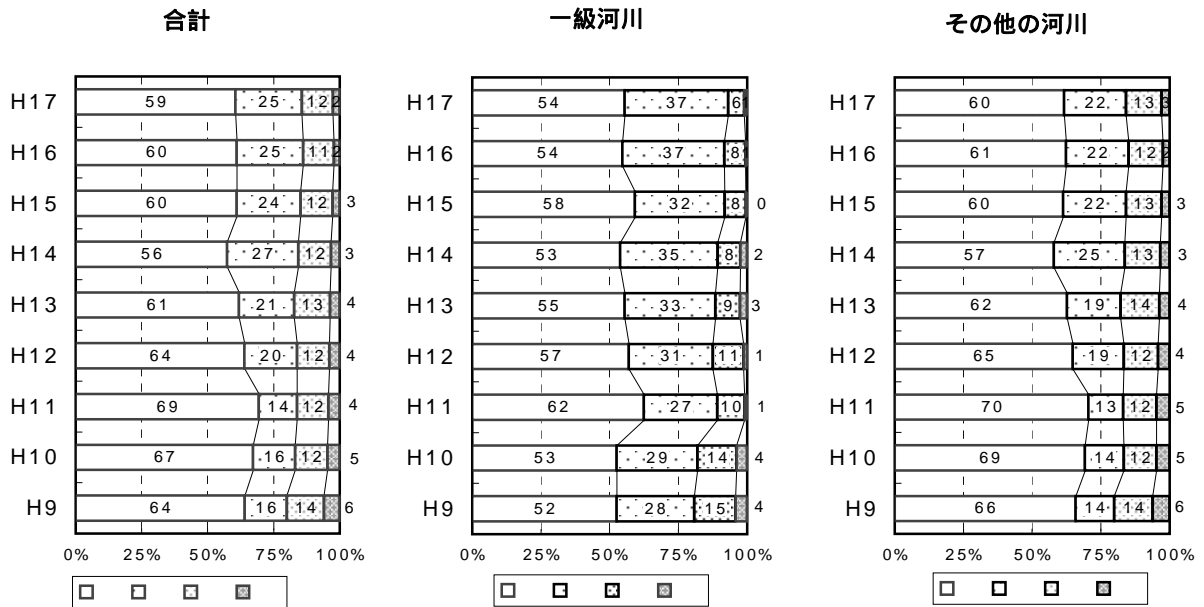 合計 一級河川 その他の河川
H17 59 25 12 2 H17 54 37 6 1 H17 60 22 13 3
H16 60 25 11 2 H16 54 37 8 H16 61 22 12 2
H15 60 24 12 3 H15 58 32 8 0 H15 60 22 13 3
H14 56 27 12 3 H14 53 35 8 2 H14 57 25 13 3
H13 61 21 13 4 H13 55 33 9 3 H13 62 19 14 4
H12 64 20 12 4 H12 57 31 11 1 H12 65 19 12 4
H11 69 14 12 4 H11 62 27 10 1 H11 70 13 12 5
H10 67 16 12 5 H10 53 29 14 4 H10 69 14 12 5
H9 64 16 14 6 H9 52 28 15 4 H9 66 14 14 6
0% 25% 50% 75% 100% 0% 25% 50% 75% 100% 0% 25% 50% 75% 100%